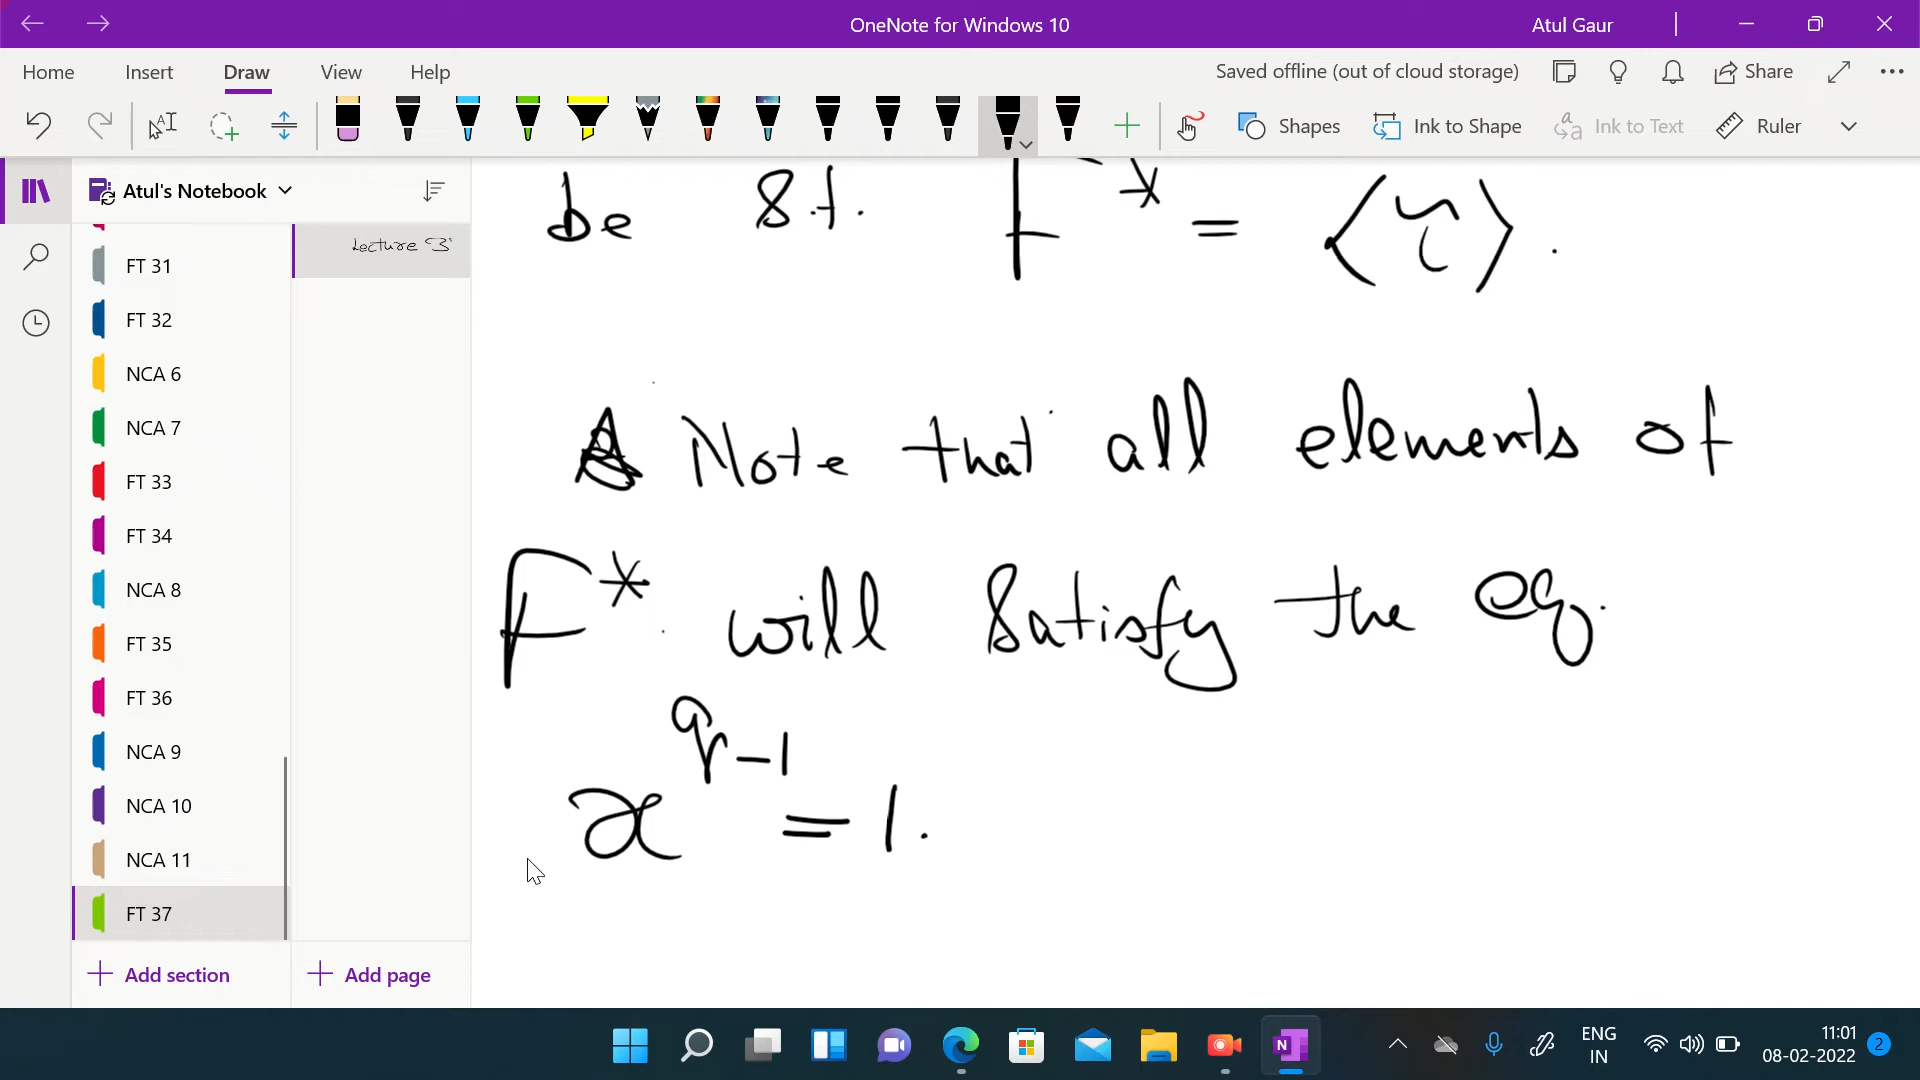 OneNote for Windows 10
Atul Gaur
Home Insert Draw View Help
Saved offline (out of cloud storage)
Share
Shapes
Ink to Shape
Ink to Text
Ruler
Atul's Notebook
FT 31
FT 32
NCA 6
NCA 7
FT 33
FT 34
NCA 8
FT 35
FT 36
NCA 9
NCA 10
NCA 11
FT 37
Add section
Lecture 3
Add page
be s.t. F* =
Note that all elements of
F* will satisfy the eq.
x^{q-1} = 1.
ENG
IN
11:01
08-02-2022
2